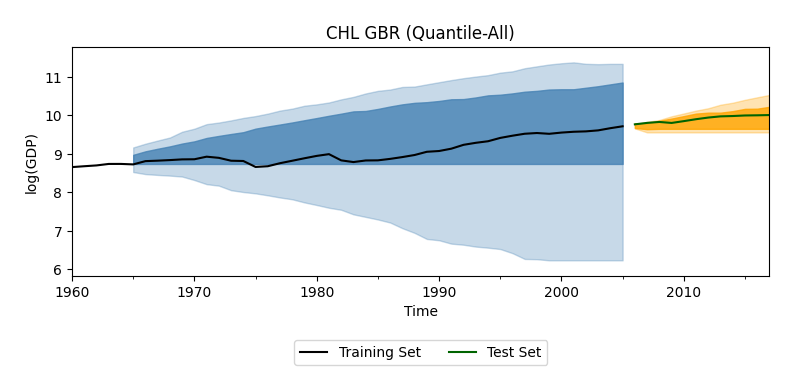 CHL GBR (Quantile-All)
log(GDP)
11
10
9
8
7
6
1960 1970 1980 1990 2000 2010
Time
Training Set Test Set